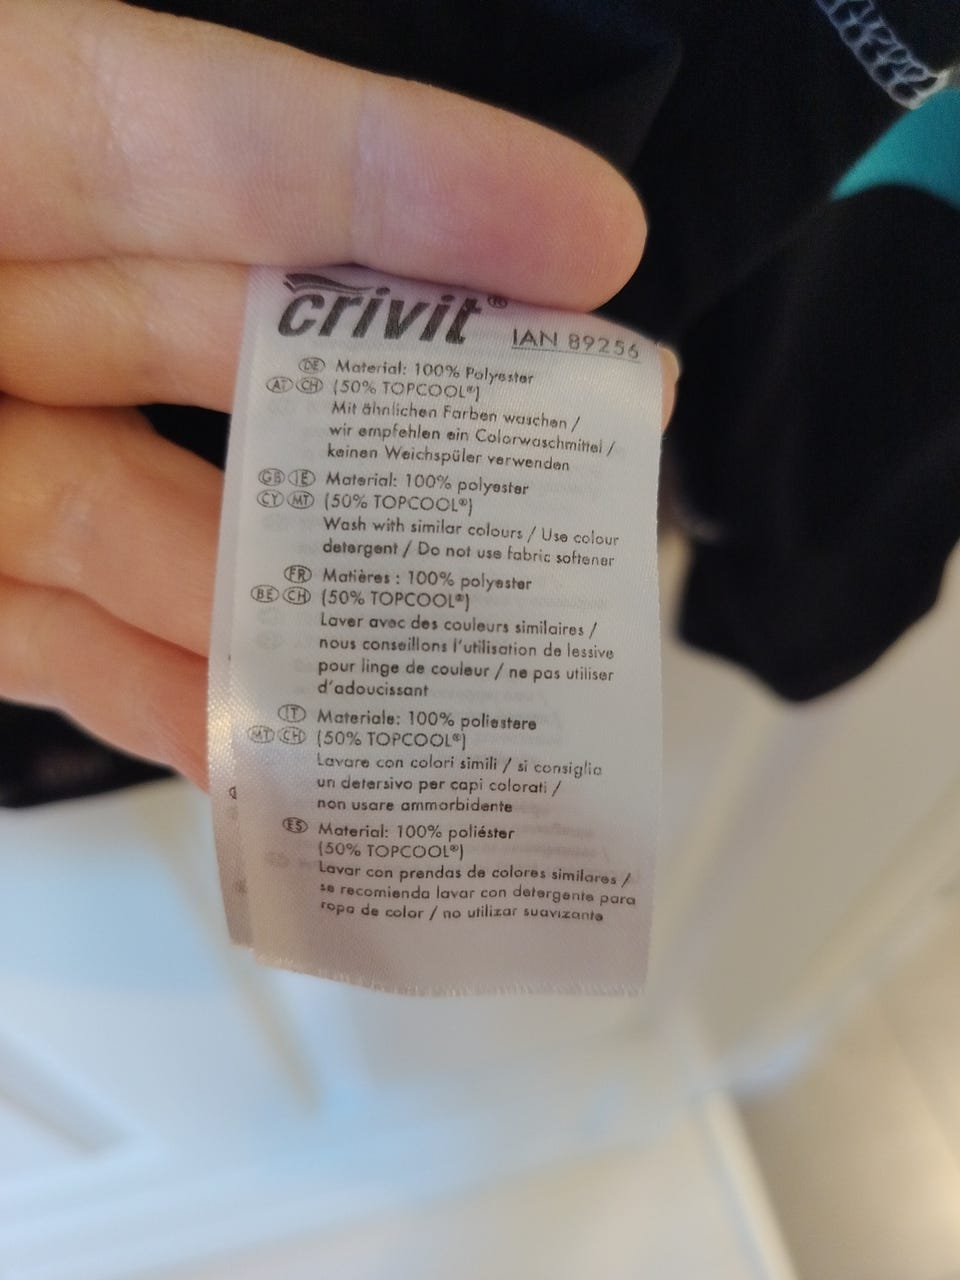 crivit®
IAN 89256
DE Material: 100% Polyester
AT CH (50% TOPCOOL®)
Mit ähnlichen Farben waschen /
wir empfehlen ein Colorwaschmittel /
keinen Weichspüler verwenden
GB IE Material: 100% polyester
CY MT (50% TOPCOOL®)
Wash with similar colours / Use colour
detergent / Do not use fabric softener
FR Matières : 100% polyester
BE CH (50% TOPCOOL®)
Laver avec des couleurs similaires /
nous conseillons l'utilisation de lessive
pour linge de couleur / ne pas utiliser
d'adoucissant
IT Materiale: 100% poliestere
MT CH (50% TOPCOOL®)
Lavare con colori simili / si consiglia
un detersivo per capi colorati /
non usare ammorbidente
ES Material: 100% poliéster
(50% TOPCOOL®)
Lavar con prendas de colores similares /
se recomienda lavar con detergente para
ropa de color / no utilizar suavizante